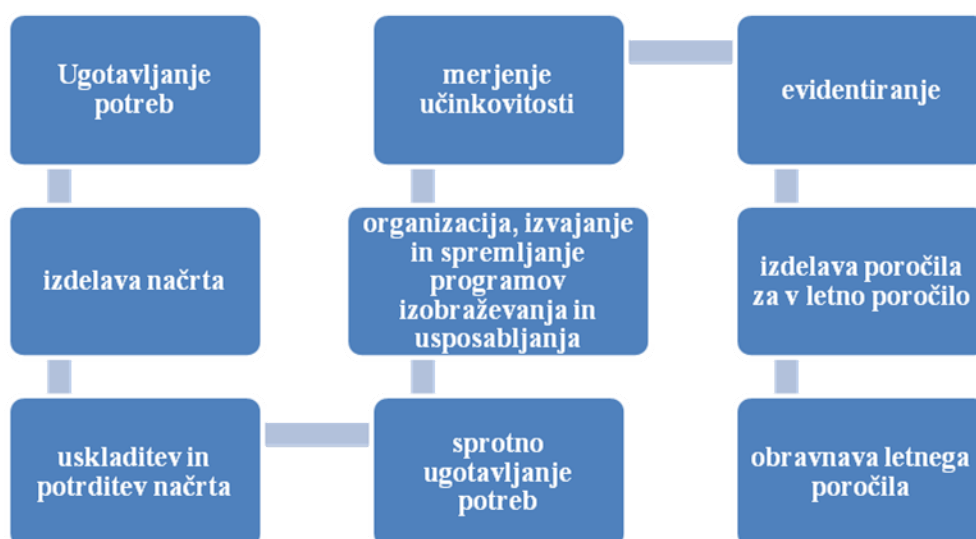 Ugotavljanje
potreb
izdelava načrta
uskladitev in
potrditev načrta
sprotno
ugotavljanje
potreb
organizacija, izvajanje
in spremljanje
programov
izobraževanja in
usposabljanja
merjenje
učinkovitosti
evidentiranje
izdelava poročila
za v letno poročilo
obravnava letnega
poročila